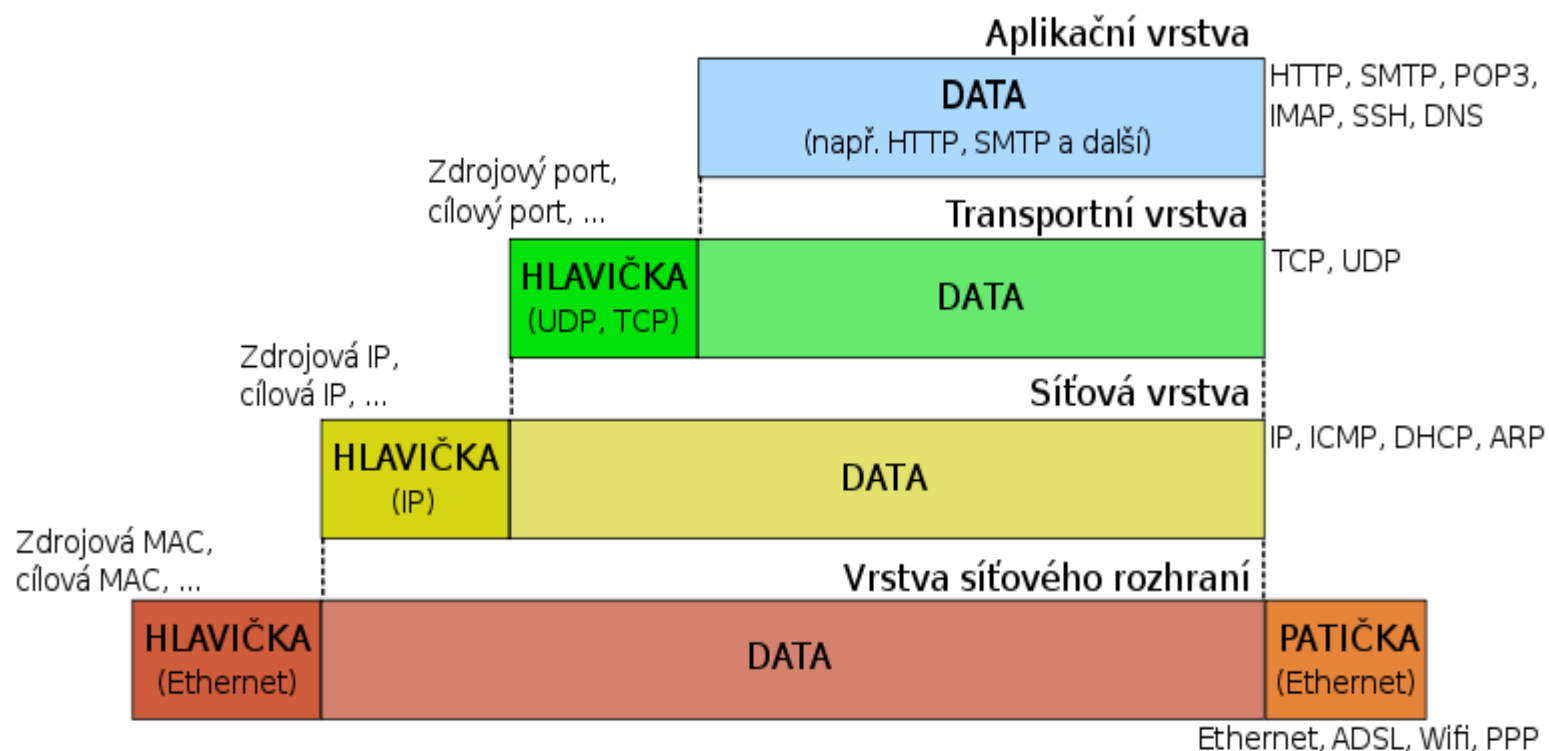 Aplikační vrstva
DATA
(např. HTTP, SMTP a další)
HTTP, SMTP, POP3,
IMAP, SSH, DNS
Zdrojový port,
cílový port, ...
Transportní vrstva
HLAVIČKA
(UDP, TCP)
DATA
TCP, UDP
Zdrojová IP,
cílová IP, ...
Síťová vrstva
HLAVIČKA
(IP)
DATA
IP, ICMP, DHCP, ARP
Zdrojová MAC,
cílová MAC, ...
Vrstva síťového rozhraní
HLAVIČKA
(Ethernet)
DATA
PATIČKA
(Ethernet)
Ethernet, ADSL, Wifi, PPP